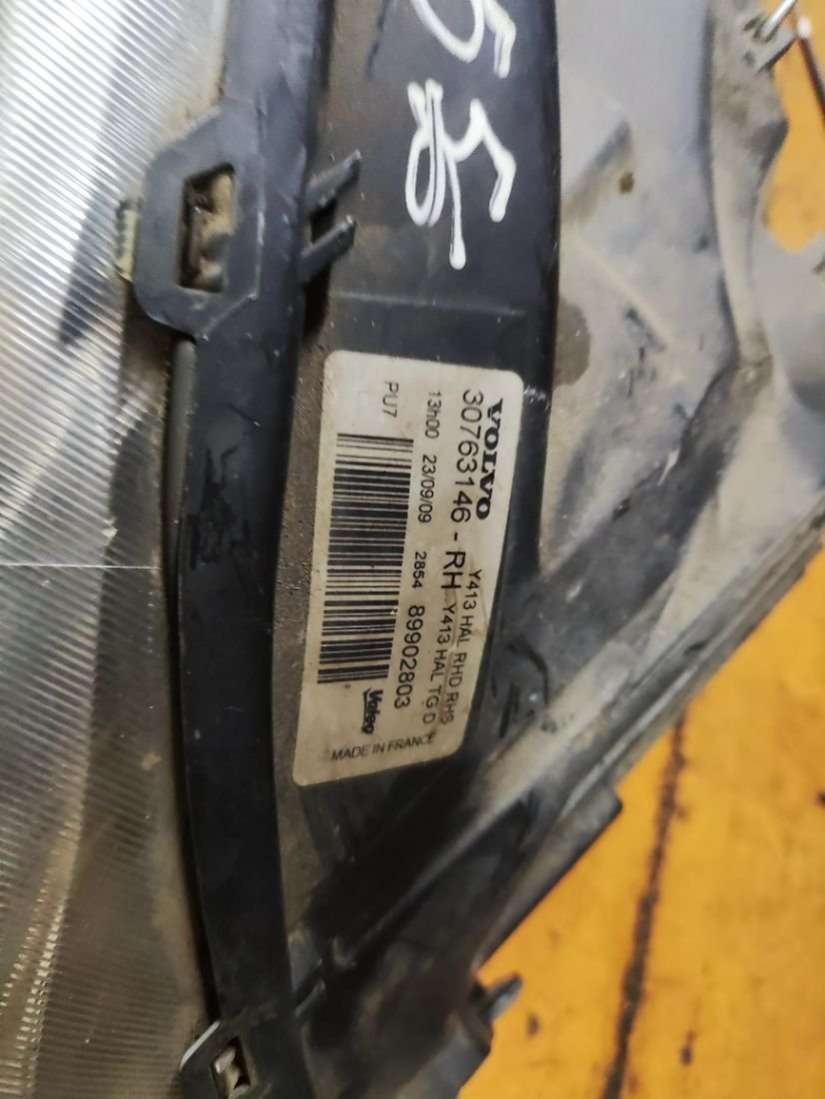 VOLVO
Y413 HAL RHD RHS
30763146 - RH Y413 HAL TG D
13h00 23/09/09 2854 89902803
PU7
Valeo
MADE IN FRANCE